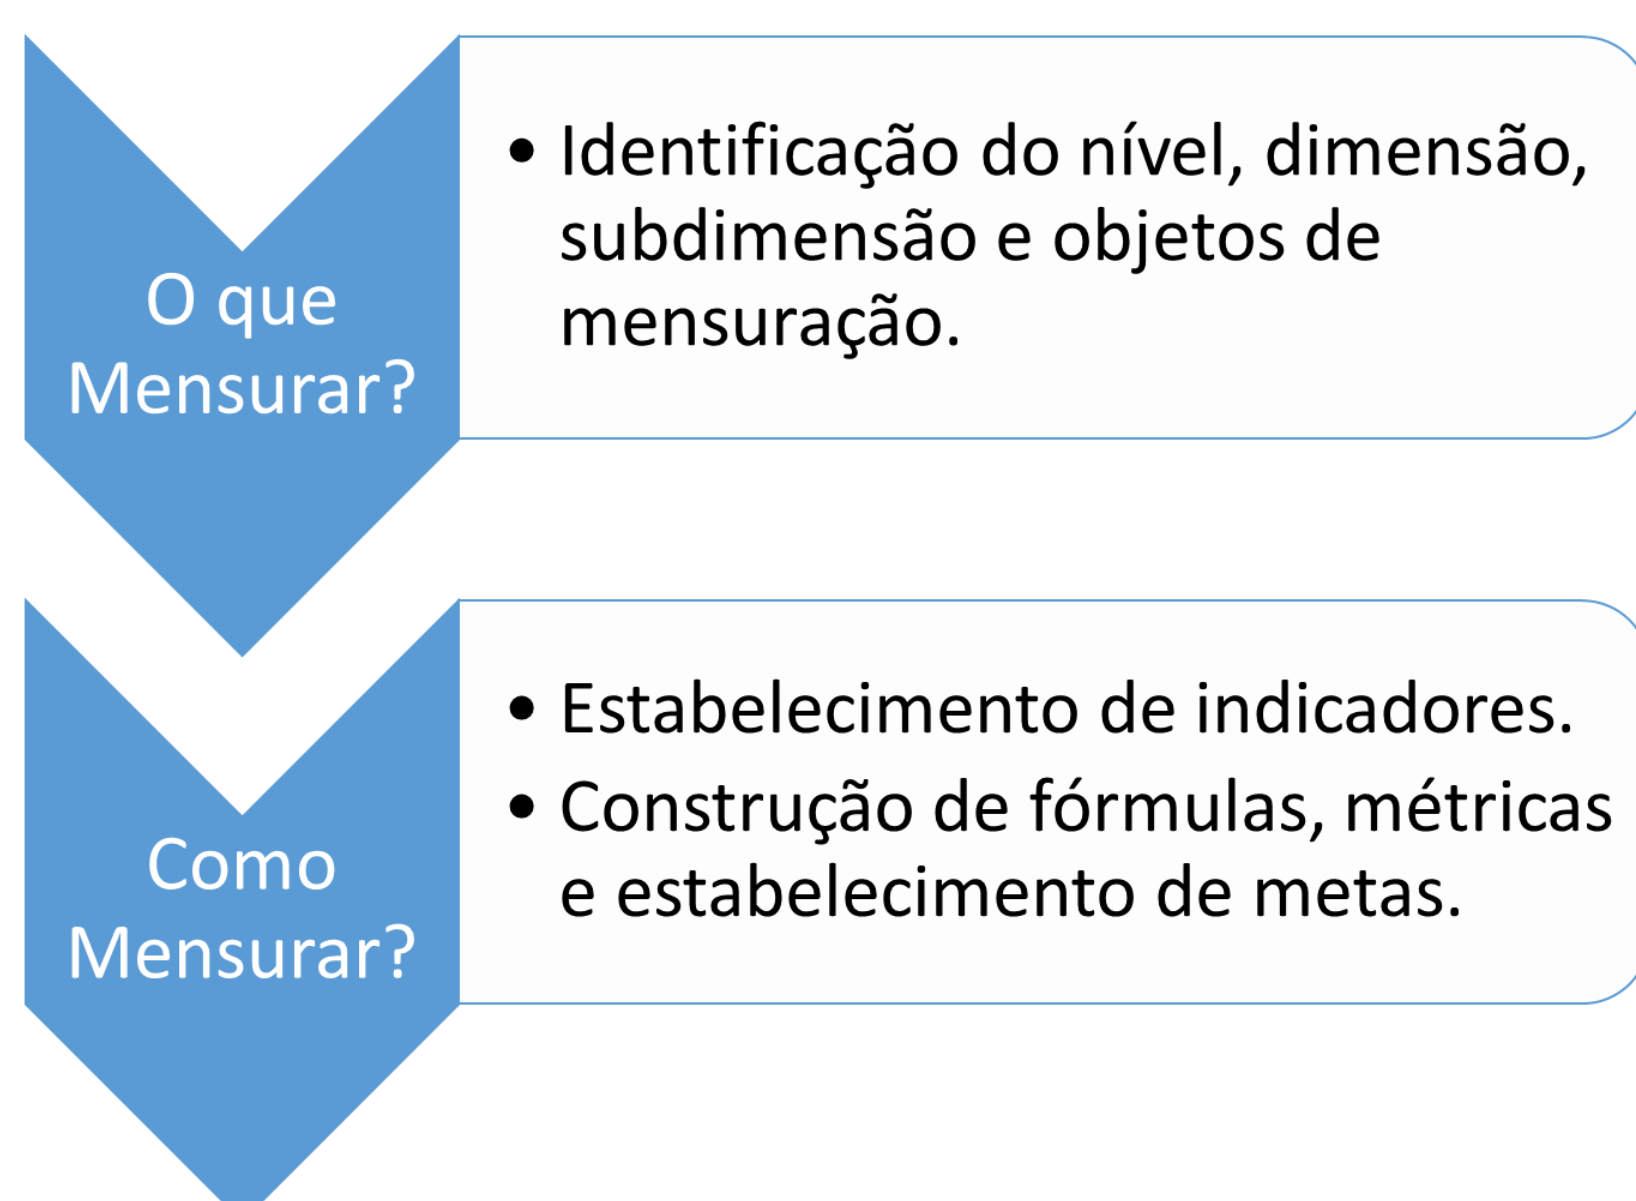 O que
Mensurar?
• Identificação do nível, dimensão,
subdimensão e objetos de
mensuração.
Como
Mensurar?
• Estabelecimento de indicadores.
• Construção de fórmulas, métricas
e estabelecimento de metas.